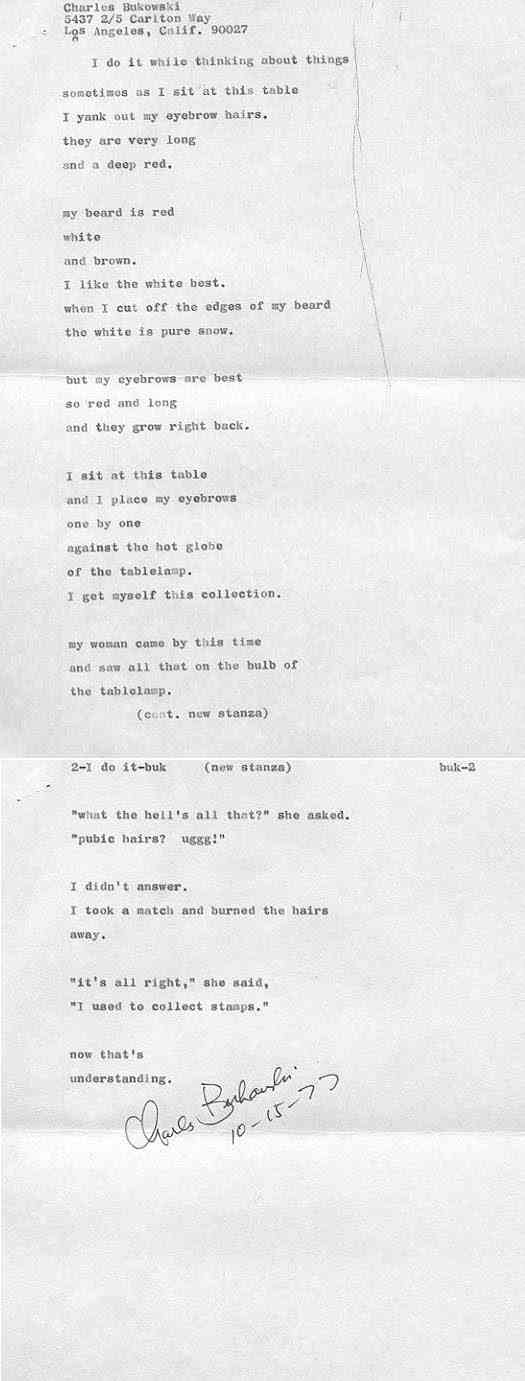 Charles Bukowski
5437 2/5 Carlton Way
Los Angeles, Calif. 90027
I do it while thinking about things
sometimes as I sit at this table
I yank out my eyebrow hairs.
they are very long
and a deep red.
my beard is red
white
and brown.
I like the white best.
when I cut off the edges of my beard
the white is pure snow.
but my eyebrows are best
so red and long
and they grow right back.
I sit at this table
and I place my eyebrows
one by one
against the hot globe
of the tablelamp.
I get myself this collection.
my woman came by this time
and saw all that on the bulb of
the tablelamp.
(cont. new stanza)
2-I do it-buk (new stanza) buk-2
"what the hell's all that?" she asked.
"pubic hairs? uggg!"
I didn't answer.
I took a match and burned the hairs
away.
"it's all right," she said,
"I used to collect stamps."
now that's
understanding.
Charles Bukowski
10-15-77